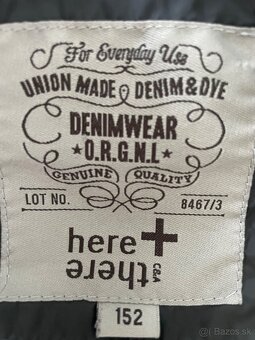 For Everyday Use
UNION MADE & DENIM & DYE
DENIMWEAR
★O.R.G.N.L★
GENUINE QUALITY
LOT NO. 8467/3
here+
there C&A
152
© Bazos.sk